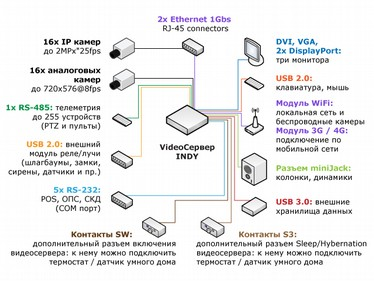 2x Ethernet 1Gbs
RJ-45 connectors
16x IP камер
до 2MPx*25fps
16x аналоговых
камер
до 720x576@8fps
1x RS-485: телеметрия
до 255 устройств
(PTZ и пульты)
USB 2.0: внешний
модуль реле/лучи
(шлагбаумы, замки,
сирены, датчики и пр.)
5x RS-232:
POS, ОПС, СКД
(COM порт)
VideoСервер
INDY
DVI, VGA,
2x DisplayPort:
три монитора
USB 2.0:
клавиатура, мышь
Модуль WiFi:
локальная сеть и
беспроводные камеры
Модуль 3G / 4G:
подключение по
мобильной сети
Разъем miniJack:
колонки, динамики
USB 3.0: внешние
хранилища данных
Контакты SW:
дополнительный разъем включения
видеосервера: к нему можно подключить
термостат / датчик умного дома
Контакты S3:
дополнительный разъем Sleep/Hybernation
видеосервера: к нему можно подключить
термостат / датчик умного дома